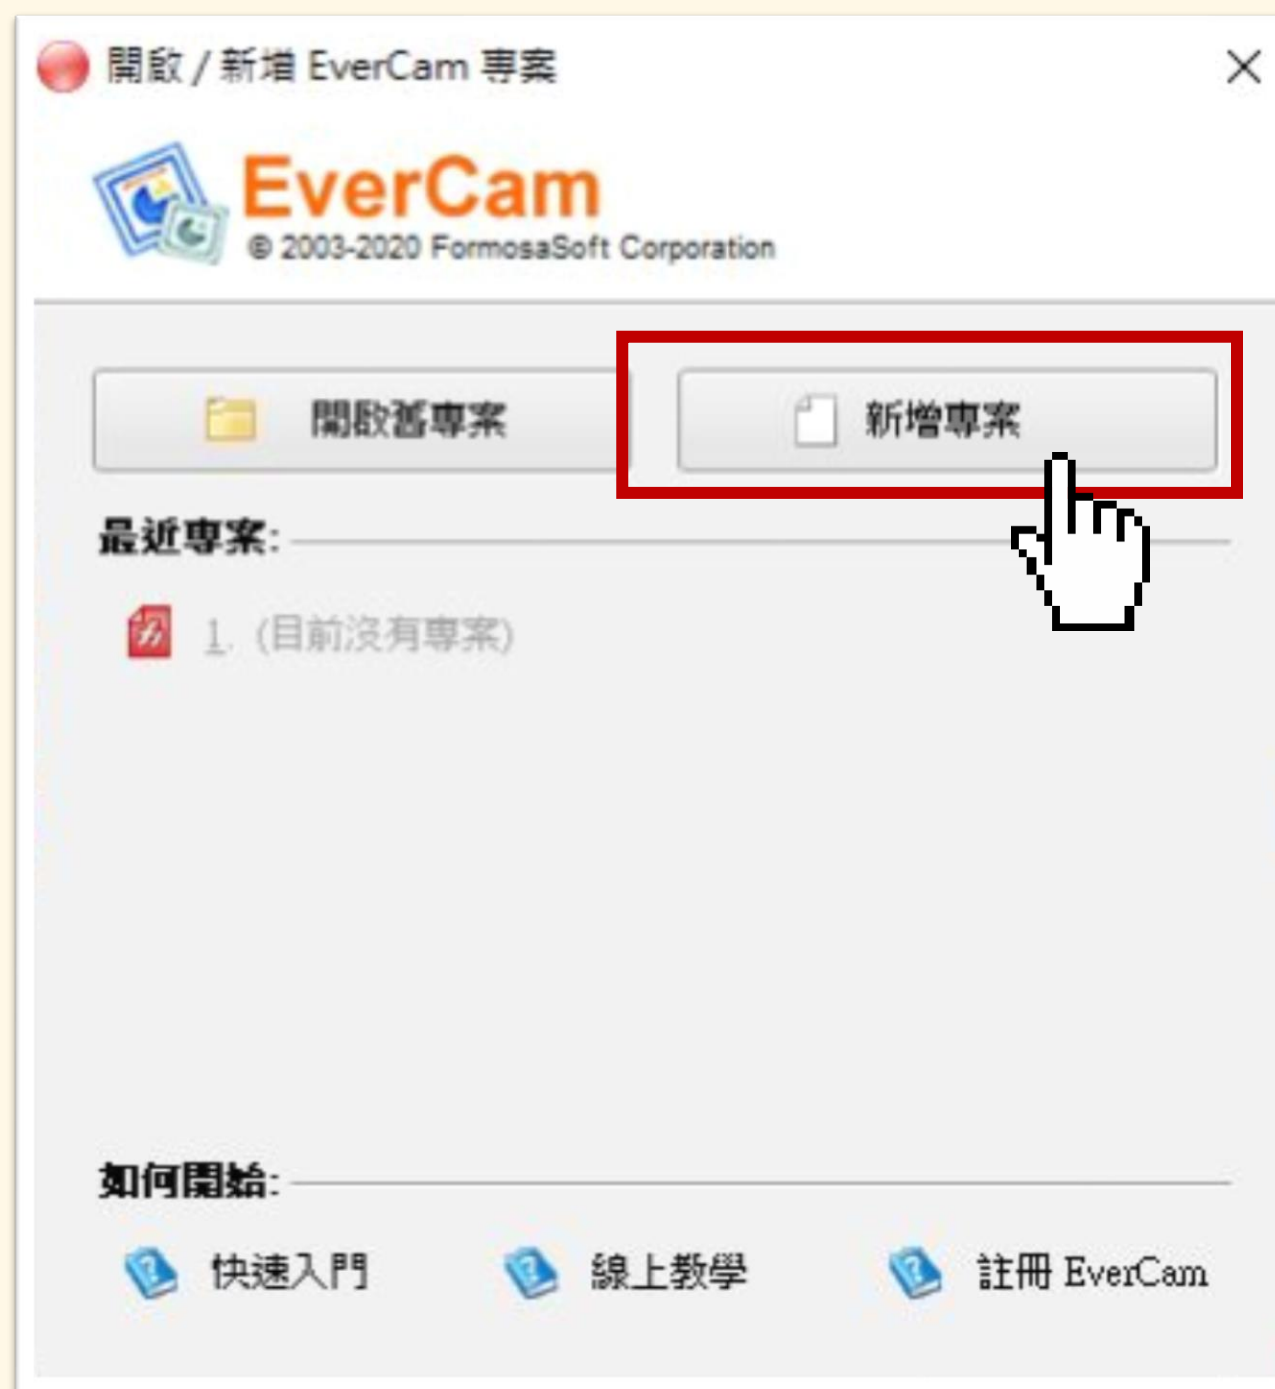 開啟 / 新增 EverCam 專案
EverCam
© 2003-2020 FormosaSoft Corporation
開啟舊專案 新增專案
最近專案:
1. (目前沒有專案)
如何開始:
快速入門 線上教學 註冊 EverCam